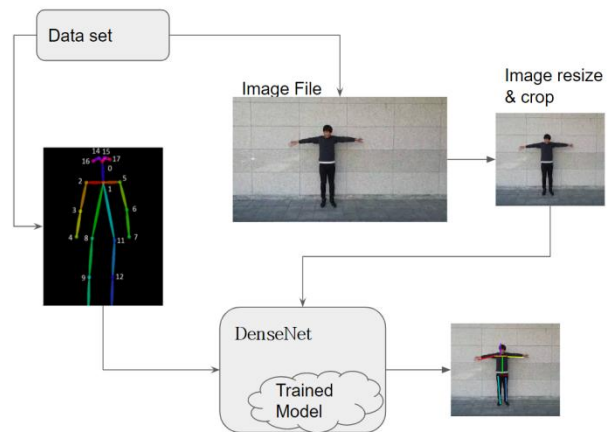 Data set
Image File
Image resize
& crop
14 15
16 17
0
2 5
1
3 6
4 8 11 7
9 12
DenseNet
Trained
Model